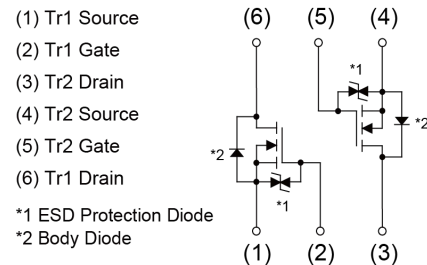 (1) Tr1 Source
(2) Tr1 Gate
(3) Tr2 Drain
(4) Tr2 Source
(5) Tr2 Gate
(6) Tr1 Drain
*1 ESD Protection Diode
*2 Body Diode
(6) (5) (4)
*1
*2
*2
*1
(1) (2) (3)